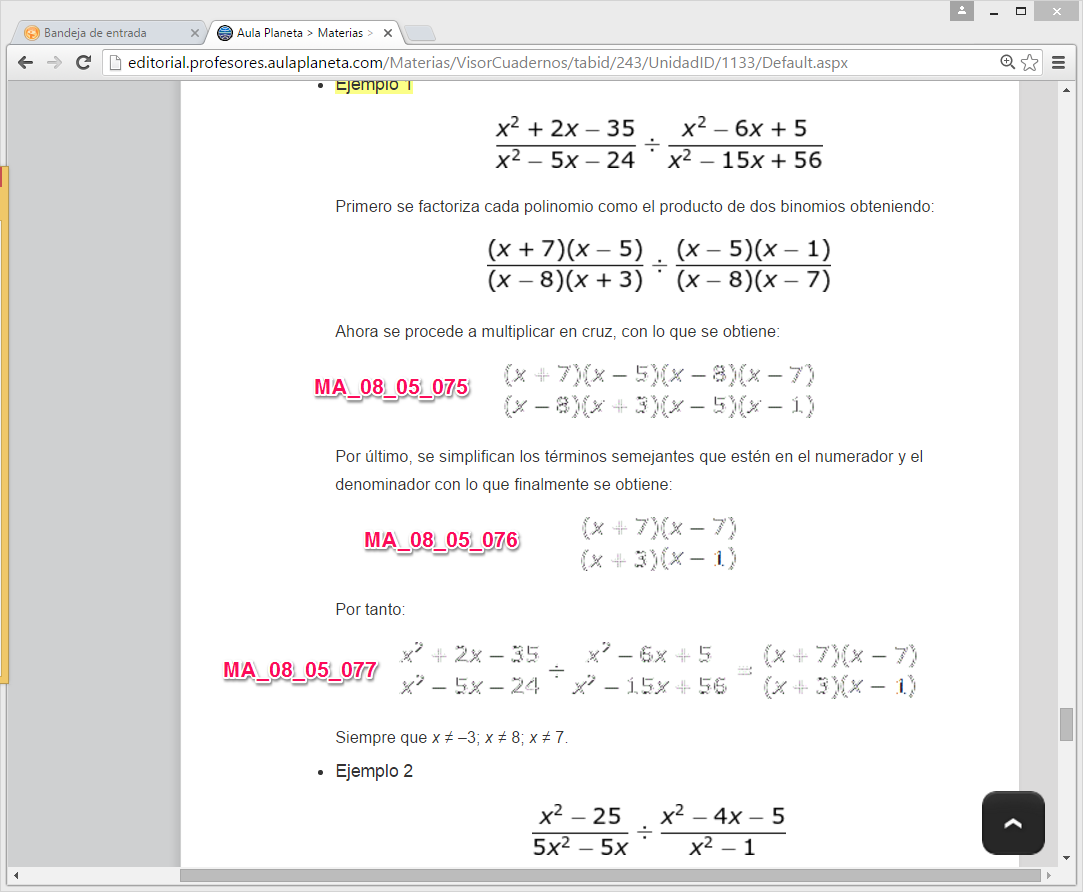 Bandeja de entrada
Aula Planeta > Materias >
editorial.profesores.aulaplaneta.com/Materias/VisorCuadernos/tabid/243/UnidadID/1133/Default.aspx
• Ejemplo 1
x² + 2x – 35   x² – 6x + 5
÷
x² – 5x – 24   x² – 15x + 56
Primero se factoriza cada polinomio como el producto de dos binomios obteniendo:
(x + 7)(x – 5)   (x – 5)(x – 1)
÷
(x – 8)(x + 3)   (x – 8)(x – 7)
Ahora se procede a multiplicar en cruz, con lo que se obtiene:
(x + 7)(x – 5)(x – 8)(x – 7)
MA_08_05_075
(x – 8)(x + 3)(x – 5)(x – 1)
Por último, se simplifican los términos semejantes que estén en el numerador y el
denominador con lo que finalmente se obtiene:
(x + 7)(x – 7)
MA_08_05_076
(x + 3)(x – 1)
Por tanto:
x² + 2x – 35   x² – 6x + 5   (x + 7)(x – 7)
MA_08_05_077   ÷   =
x² – 5x – 24   x² – 15x + 56   (x + 3)(x – 1)
Siempre que x ≠ –3; x ≠ 8; x ≠ 7.
• Ejemplo 2
x² – 25   x² – 4x – 5
÷
5x² – 5x   x² – 1